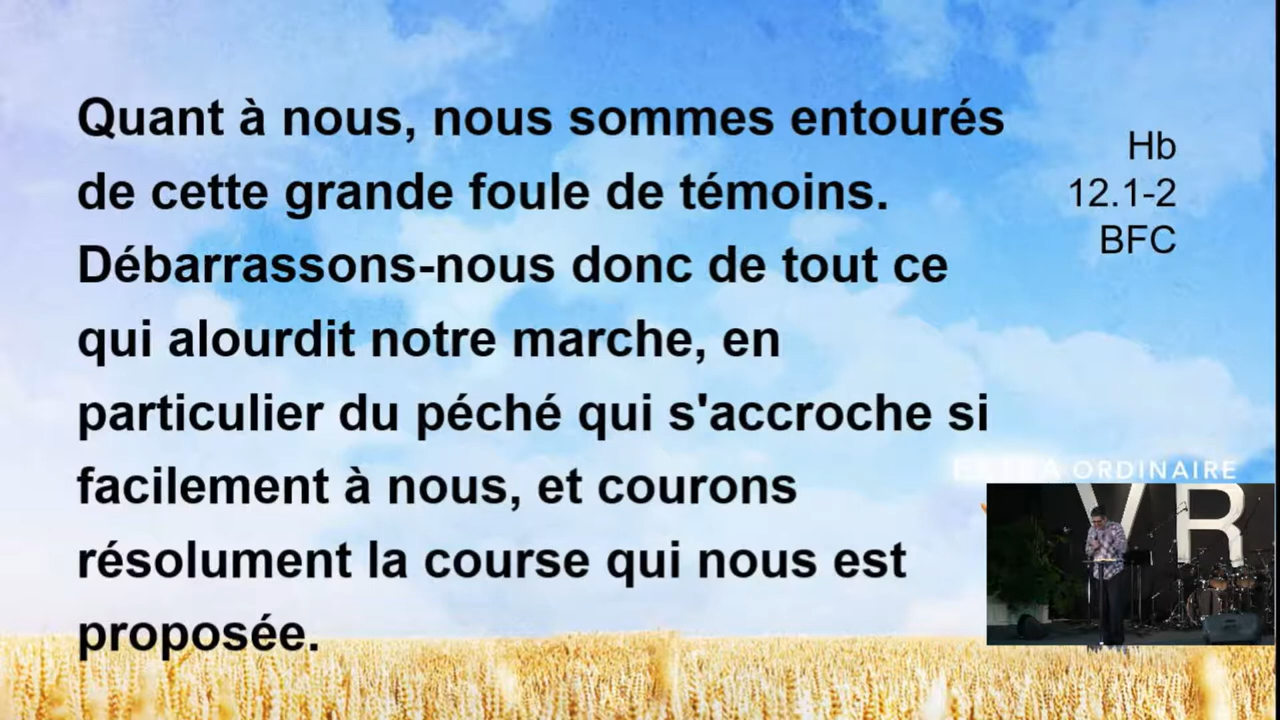 Quant à nous, nous sommes entourés
de cette grande foule de témoins.
Débarrassons-nous donc de tout ce
qui alourdit notre marche, en
particulier du péché qui s'accroche si
facilement à nous, et courons
résolument la course qui nous est
proposée.
Hb
12.1-2
BFC
ORDINAIRE
VR